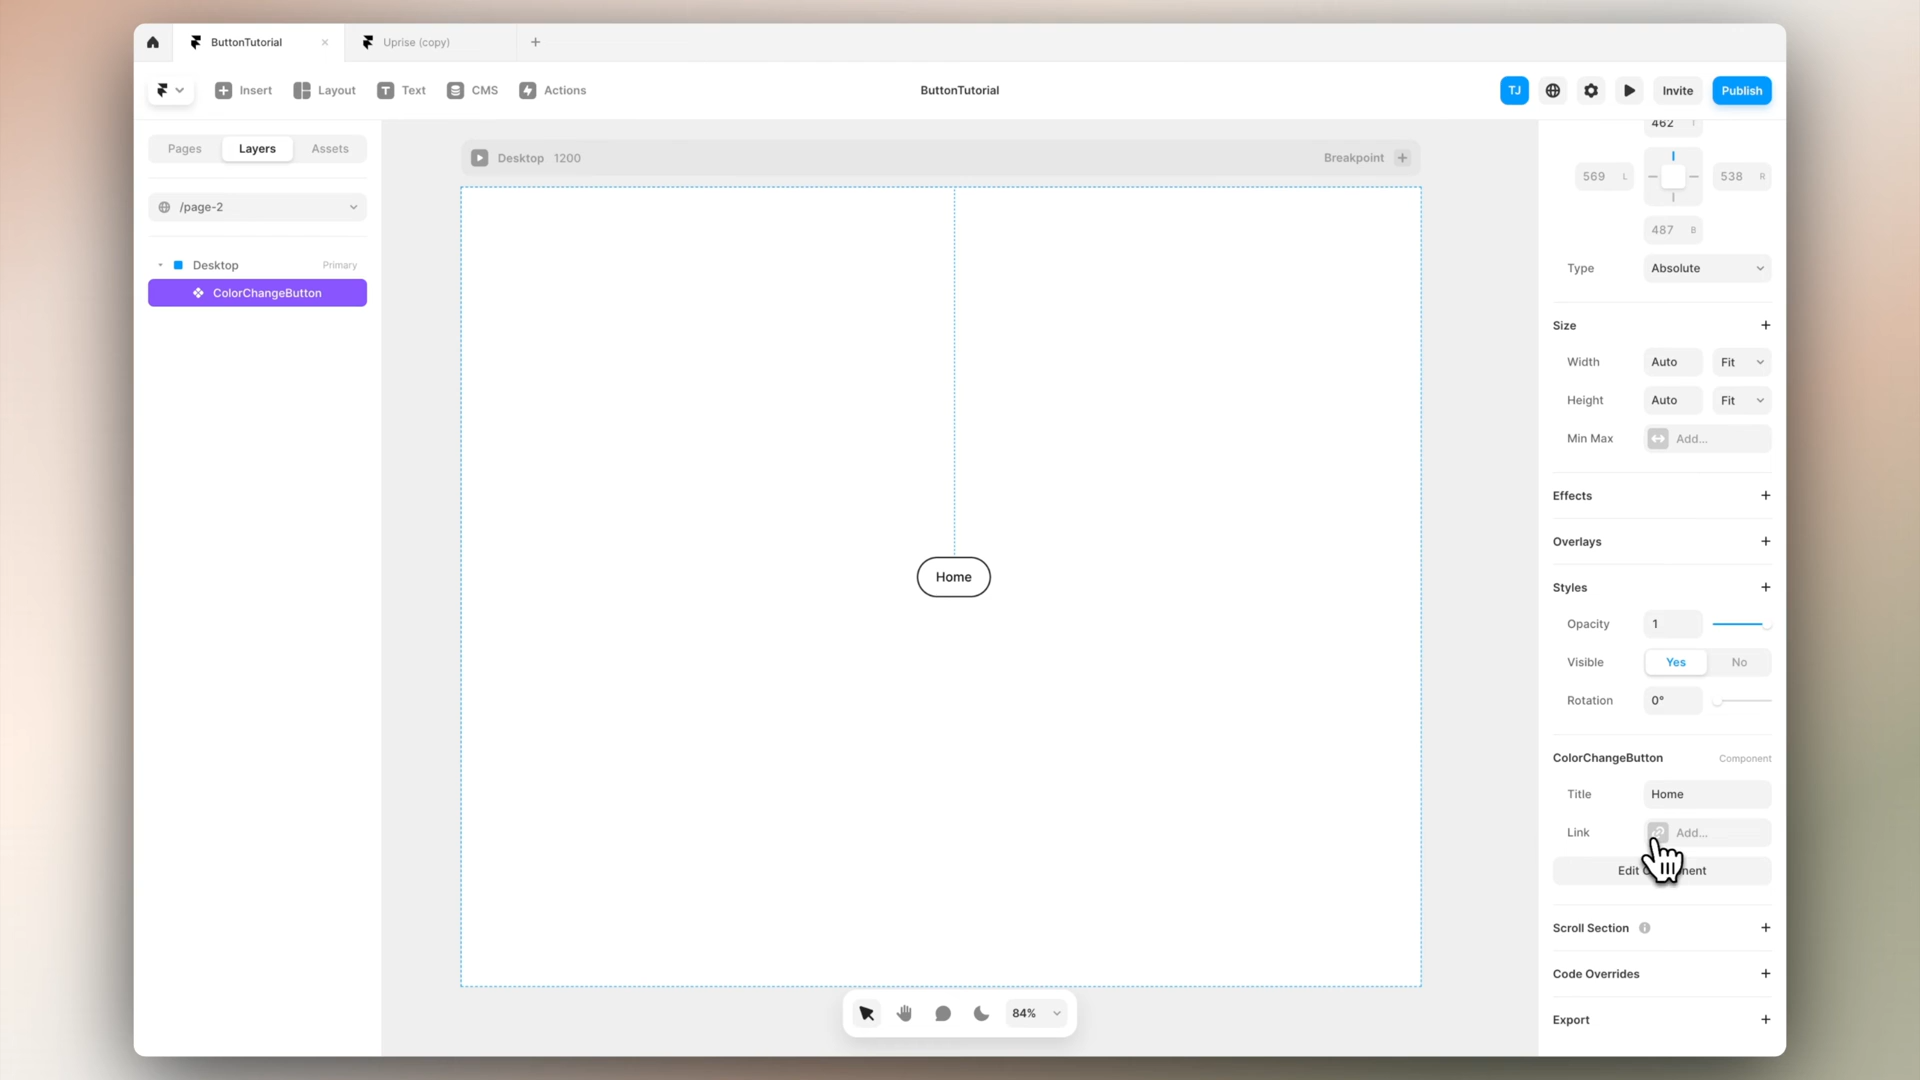 ButtonTutorial
Uprise (copy)
Insert
Layout
Text
CMS
Actions
ButtonTutorial
TJ
Invite
Publish
Pages
Layers
Assets
/page-2
Desktop
Primary
ColorChangeButton
Desktop 1200
Breakpoint
Home
84%
462 T
569 L
538 R
487 B
Type
Absolute
Size
Width
Auto
Fit
Height
Auto
Fit
Min Max
Add...
Effects
Overlays
Styles
Opacity
1
Visible
Yes
No
Rotation
0°
ColorChangeButton
Component
Title
Home
Link
Add...
Scroll Section
Code Overrides
Export